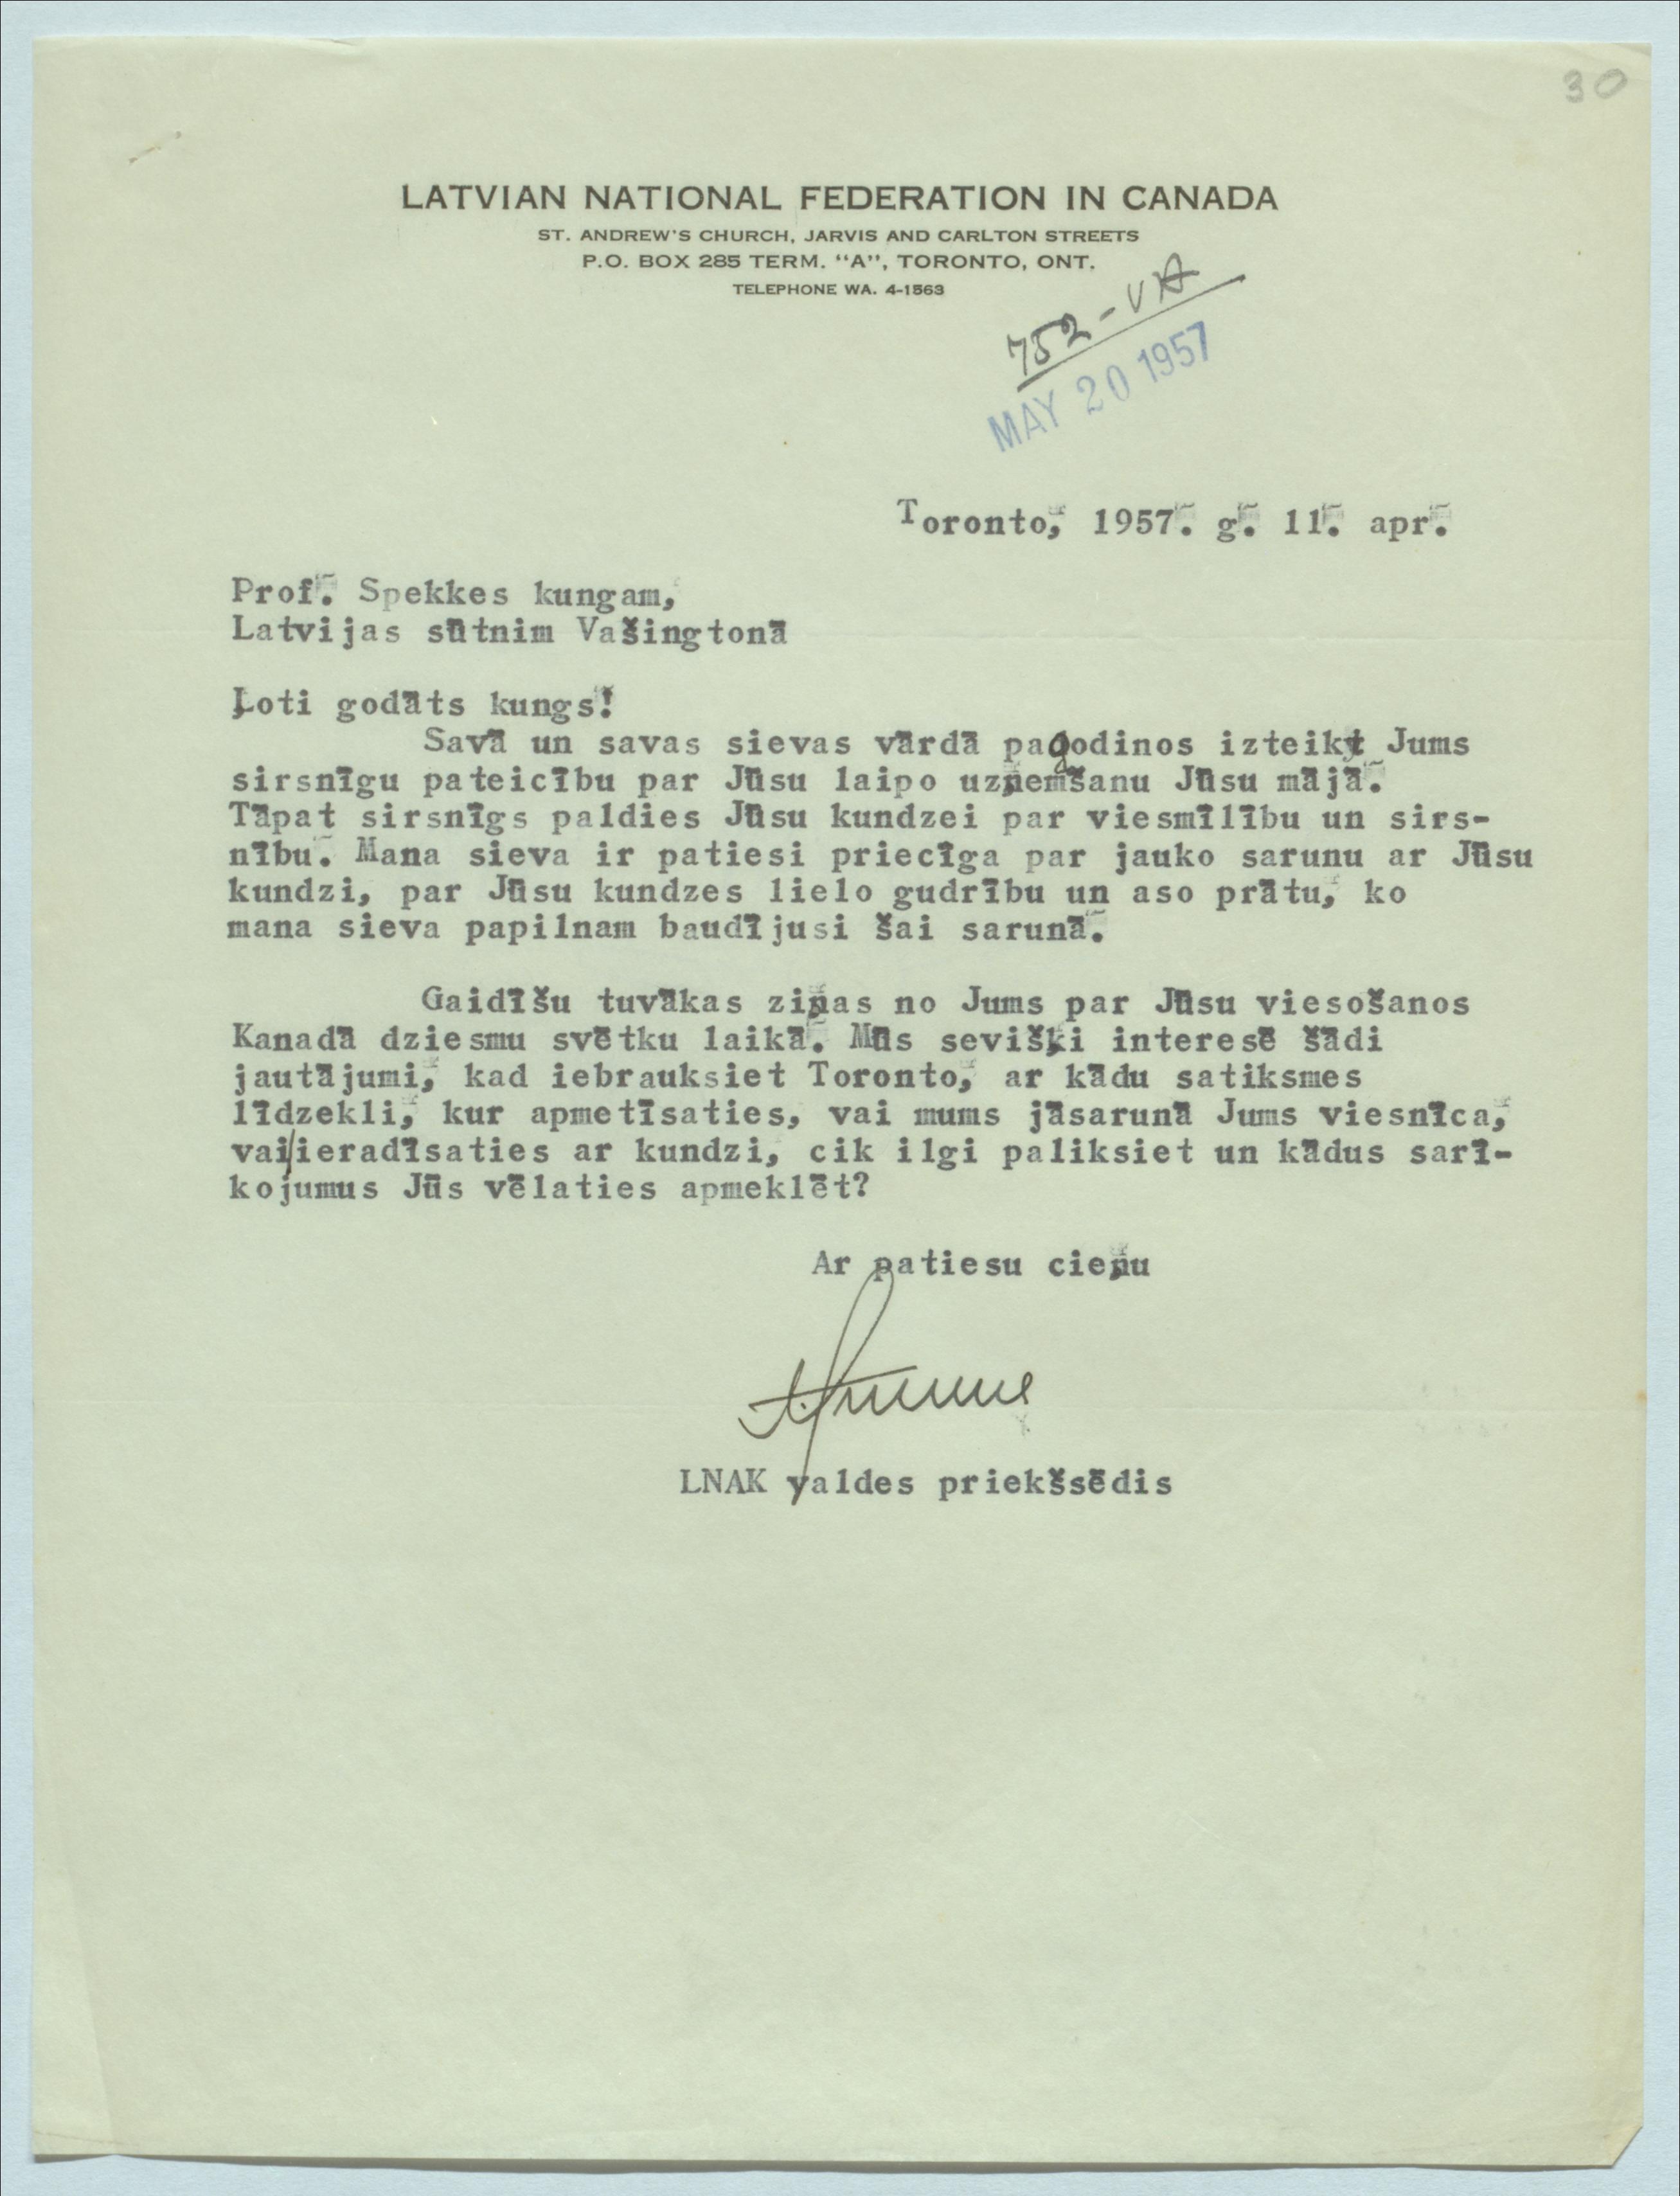 30
LATVIAN NATIONAL FEDERATION IN CANADA
ST. ANDREW'S CHURCH, JARVIS AND CARLTON STREETS
P.O. BOX 285 TERM. "A", TORONTO, ONT.
TELEPHONE WA. 4-1563
752-VA
MAY 20 1957
Toronto, 1957. g. 11. apr.
Prof. Spekkes kungam,
Latvijas sūtnim Vašingtonā
Ļoti godāts kungs!
Savā un savas sievas vārdā pagodinos izteikt Jums
sirsnīgu pateicību par Jūsu laipo uzņemšanu Jūsu mājā.
Tāpat sirsnīgs paldies Jūsu kundzei par viesmīlību un sirs-
nību. Mana sieva ir patiesi priecīga par jauko sarunu ar Jūsu
kundzi, par Jūsu kundzes lielo gudrību un aso prātu, ko
mana sieva papilnam baudījusi šai sarunā.
Gaidīšu tuvākas ziņas no Jums par Jūsu viesošanos
Kanadā dziesmu svētku laikā. Mūs sevišķi interesē šādi
jautājumi, kad iebrauksiet Toronto, ar kādu satiksmes
līdzekli, kur apmetīsaties, vai mums jāsarunā Jums viesnīca,
vai ieradīsaties ar kundzi, cik ilgi paliksiet un kādus sarī-
kojumus Jūs vēlaties apmeklēt?
Ar patiesu cieņu
LNAK valdes priekšsēdis